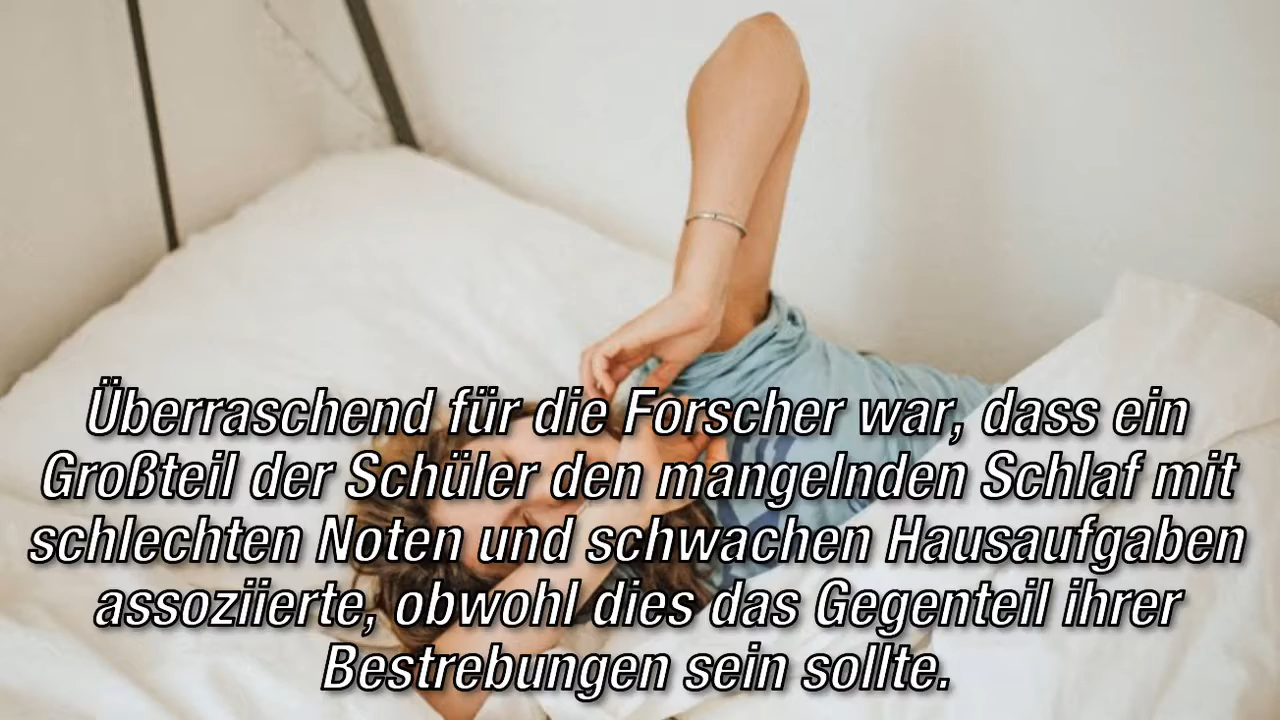 Überraschend für die Forscher war, dass ein
Großteil der Schüler den mangelnden Schlaf mit
schlechten Noten und schwachen Hausaufgaben
assoziierte, obwohl dies das Gegenteil ihrer
Bestrebungen sein sollte.